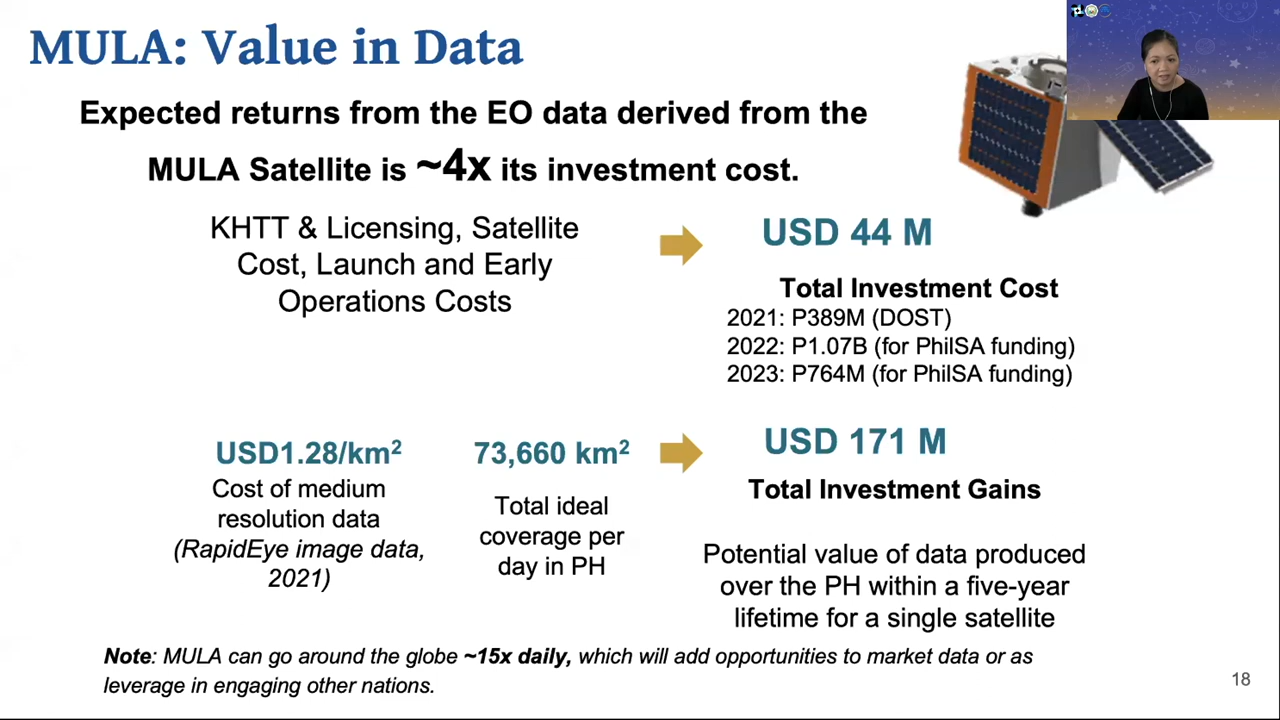 MULA: Value in Data
Expected returns from the EO data derived from the
MULA Satellite is ~4x its investment cost.
KHTT & Licensing, Satellite
Cost, Launch and Early
Operations Costs
USD 44 M
Total Investment Cost
2021: P389M (DOST)
2022: P1.07B (for PhilSA funding)
2023: P764M (for PhilSA funding)
USD1.28/km²
Cost of medium
resolution data
(RapidEye image data,
2021)
73,660 km²
Total ideal
coverage per
day in PH
USD 171 M
Total Investment Gains
Potential value of data produced
over the PH within a five-year
lifetime for a single satellite
Note: MULA can go around the globe ~15x daily, which will add opportunities to market data or as
leverage in engaging other nations.
18